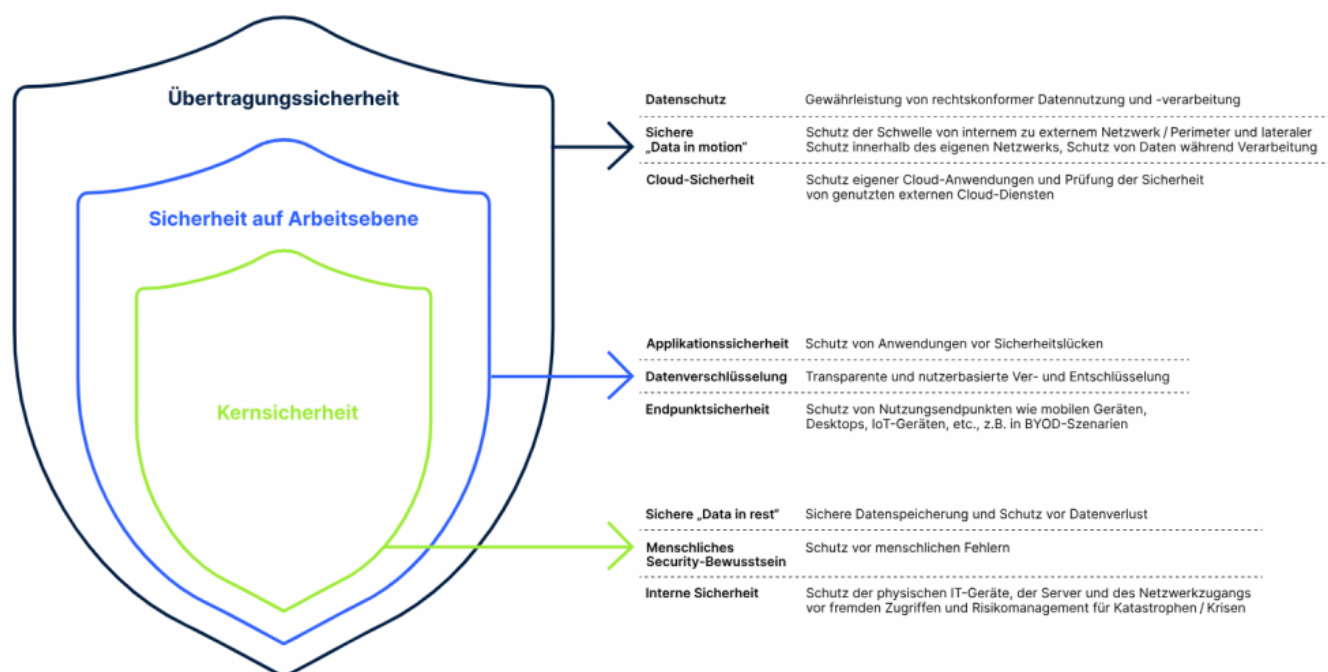 Übertragungssicherheit
Sicherheit auf Arbeitsebene
Kernsicherheit
Datenschutz Gewährleistung von rechtskonformer Datennutzung und -verarbeitung
Sichere Schutz der Schwelle von internem zu externem Netzwerk / Perimeter und lateraler
„Data in motion" Schutz innerhalb des eigenen Netzwerks, Schutz von Daten während Verarbeitung
Cloud-Sicherheit Schutz eigener Cloud-Anwendungen und Prüfung der Sicherheit
von genutzten externen Cloud-Diensten
Applikationssicherheit Schutz von Anwendungen vor Sicherheitslücken
Datenverschlüsselung Transparente und nutzerbasierte Ver- und Entschlüsselung
Endpunktsicherheit Schutz von Nutzungsendpunkten wie mobilen Geräten,
Desktops, IoT-Geräten, etc., z.B. in BYOD-Szenarien
Sichere „Data in rest" Sichere Datenspeicherung und Schutz vor Datenverlust
Menschliches Schutz vor menschlichen Fehlern
Security-Bewusstsein
Interne Sicherheit Schutz der physischen IT-Geräte, der Server und des Netzwerkzugangs
vor fremden Zugriffen und Risikomanagement für Katastrophen / Krisen